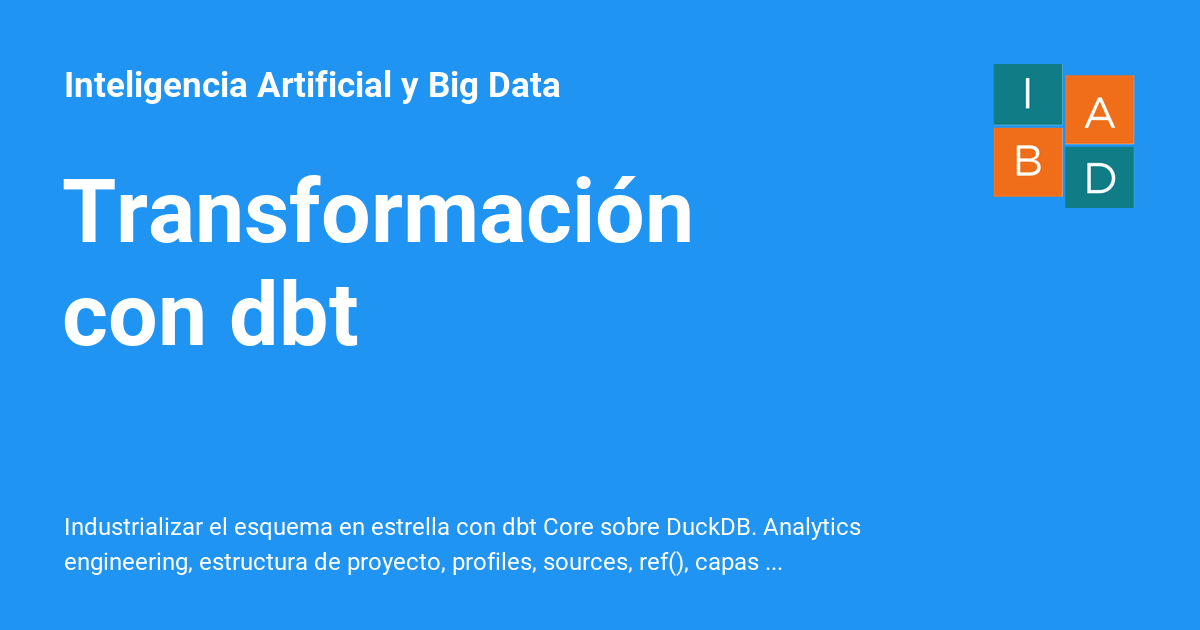 Inteligencia Artificial y Big Data
I
A
B
D
Transformación
con dbt
Industrializar el esquema en estrella con dbt Core sobre DuckDB. Analytics
engineering, estructura de proyecto, profiles, sources, ref(), capas ...